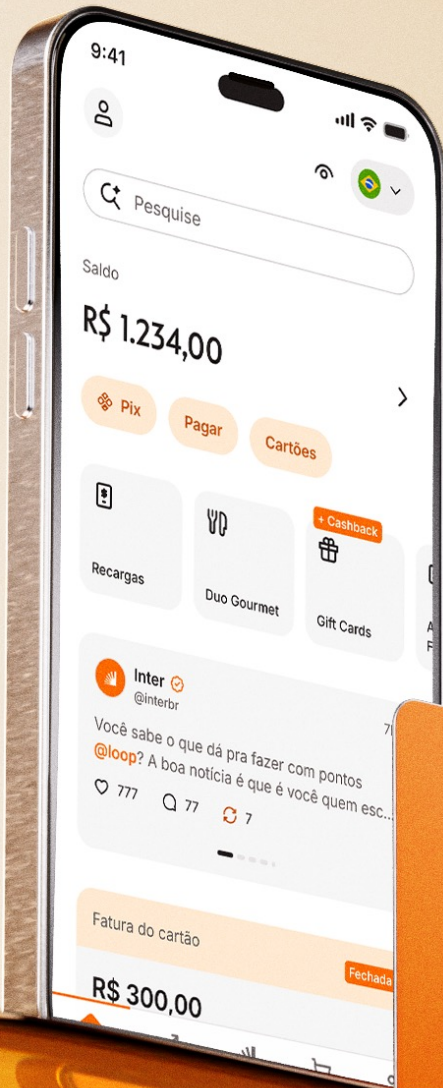 9:41
Pesquise
Saldo
R$ 1.234,00
Pix
Pagar
Cartões
+ Cashback
Recargas
Duo Gourmet
Gift Cards
A
F
Inter
@interbr
7
Você sabe o que dá pra fazer com pontos
@loop? A boa notícia é que é você quem esc...
777
77
7
Fatura do cartão
Fechada
R$ 300,00